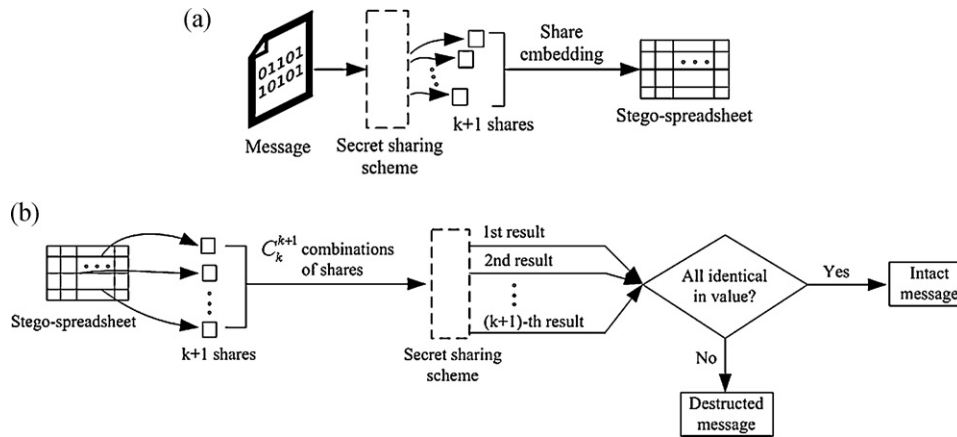 (a)
01101
10101
Message
Secret sharing
scheme
k+1 shares
Share
cmbedding
Stego-spreadsheet
(b)
Stego-spreadsheet
k+1 shares
C_k^{k+1} combinations
of shares
Secret sharing
scheme
1st result
2nd result
(k+1)-th result
All identical
in value?
Yes
Intact
message
No
Destructed
message